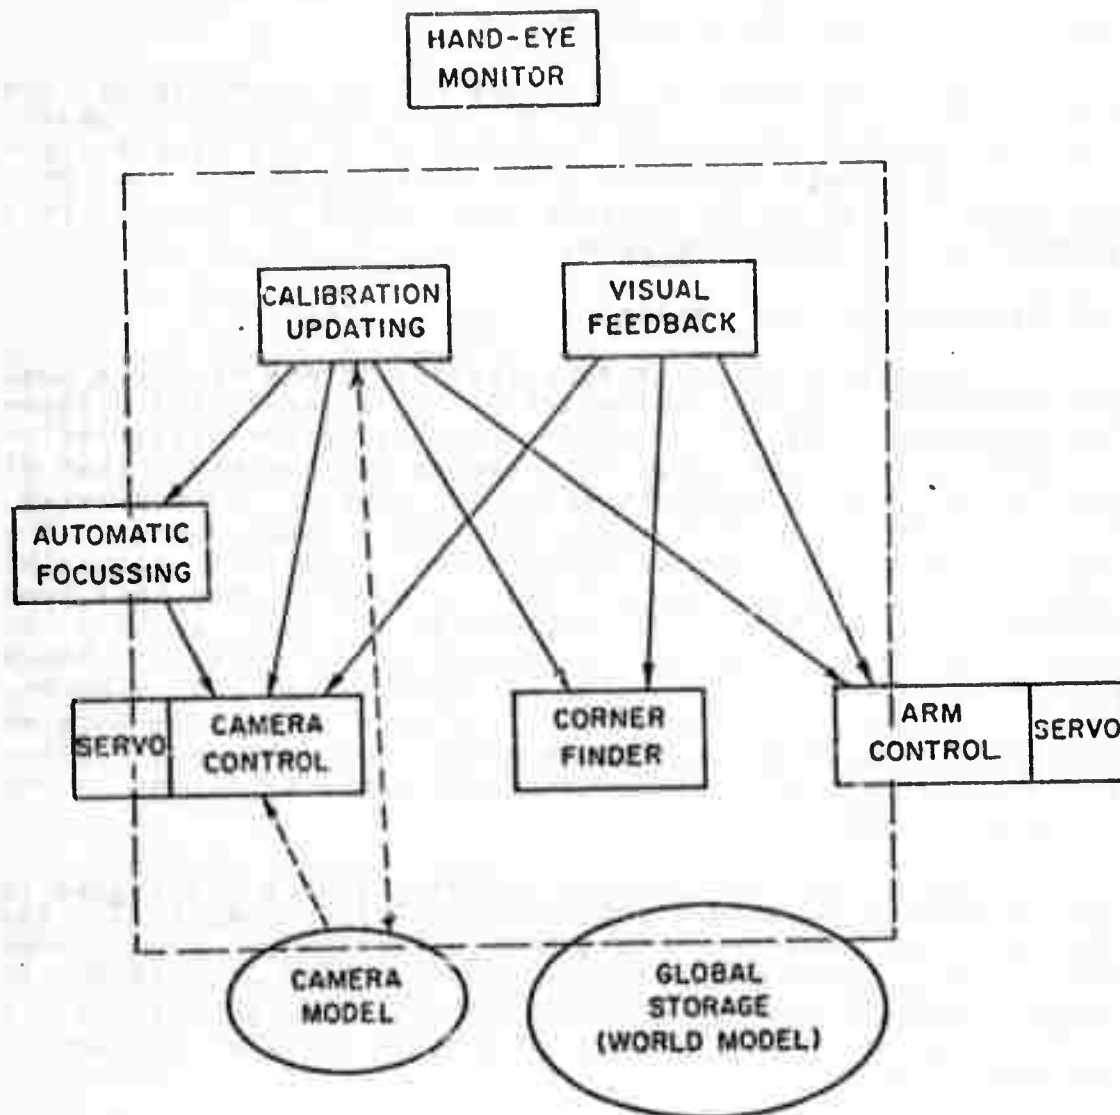 HAND-EYE
MONITOR
CALIBRATION
UPDATING
VISUAL
FEEDBACK
AUTOMATIC
FOCUSSING
SERVO
CAMERA
CONTROL
CORNER
FINDER
ARM
CONTROL
SERVO
CAMERA
MODEL
GLOBAL
STORAGE
(WORLD MODEL)